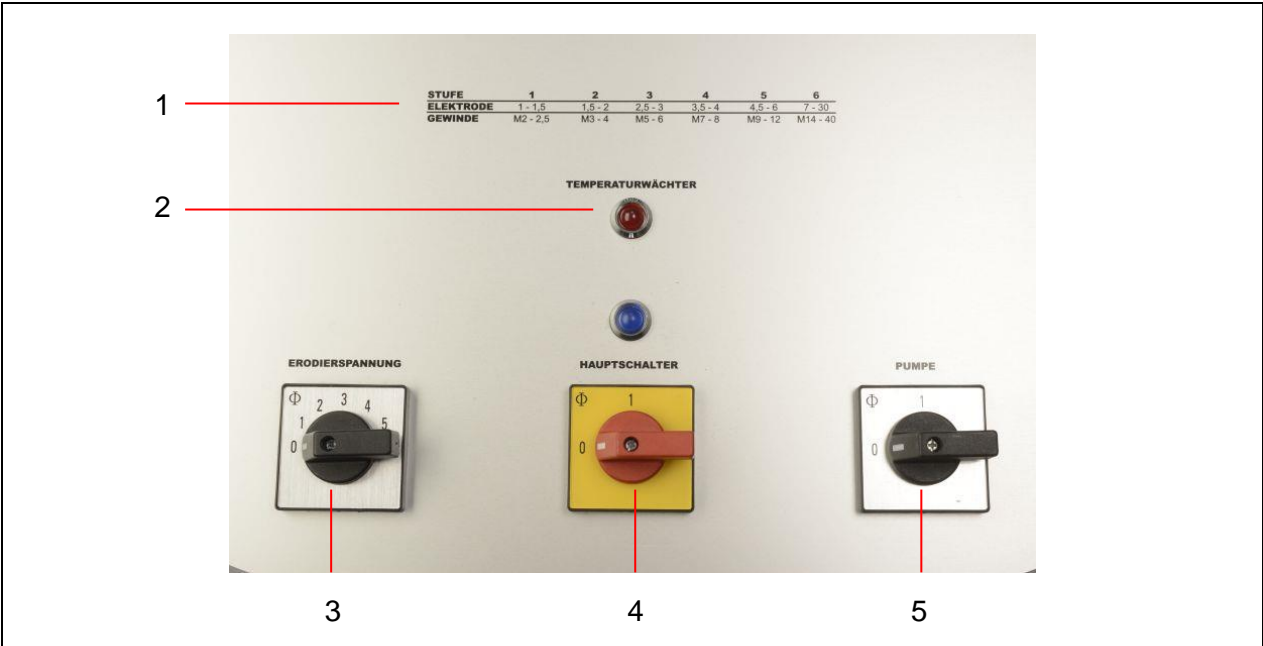 1
STUFE 1 2 3 4 5 6
ELEKTRODE 1 - 1,5 1,5 - 2 2,5 - 3 3,5 - 4 4,5 - 6 7 - 30
GEWINDE M2 - 2,5 M3 - 4 M5 - 6 M7 - 8 M9 - 12 M14 - 40
TEMPERATURWÄCHTER
2
ERODIERSPANNUNG
HAUPTSCHALTER
PUMPE
Φ 0 1 2 3 4 5
Φ 0 1
Φ 0 1
3
4
5